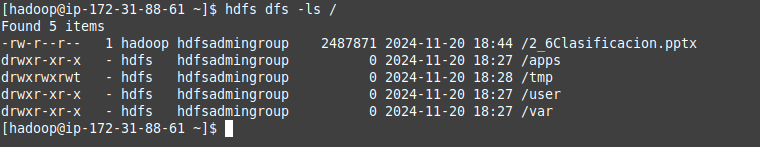 [hadoop@ip-172-31-88-61 ~]$ hdfs dfs -ls /
Found 5 items
-rw-r--r--   1 hadoop hdfsadmingroup    2487871 2024-11-20 18:44 /2_6Clasificacion.pptx
drwxr-xr-x   - hdfs   hdfsadmingroup          0 2024-11-20 18:27 /apps
drwxrwxrwt   - hdfs   hdfsadmingroup          0 2024-11-20 18:28 /tmp
drwxr-xr-x   - hdfs   hdfsadmingroup          0 2024-11-20 18:27 /user
drwxr-xr-x   - hdfs   hdfsadmingroup          0 2024-11-20 18:27 /var
[hadoop@ip-172-31-88-61 ~]$